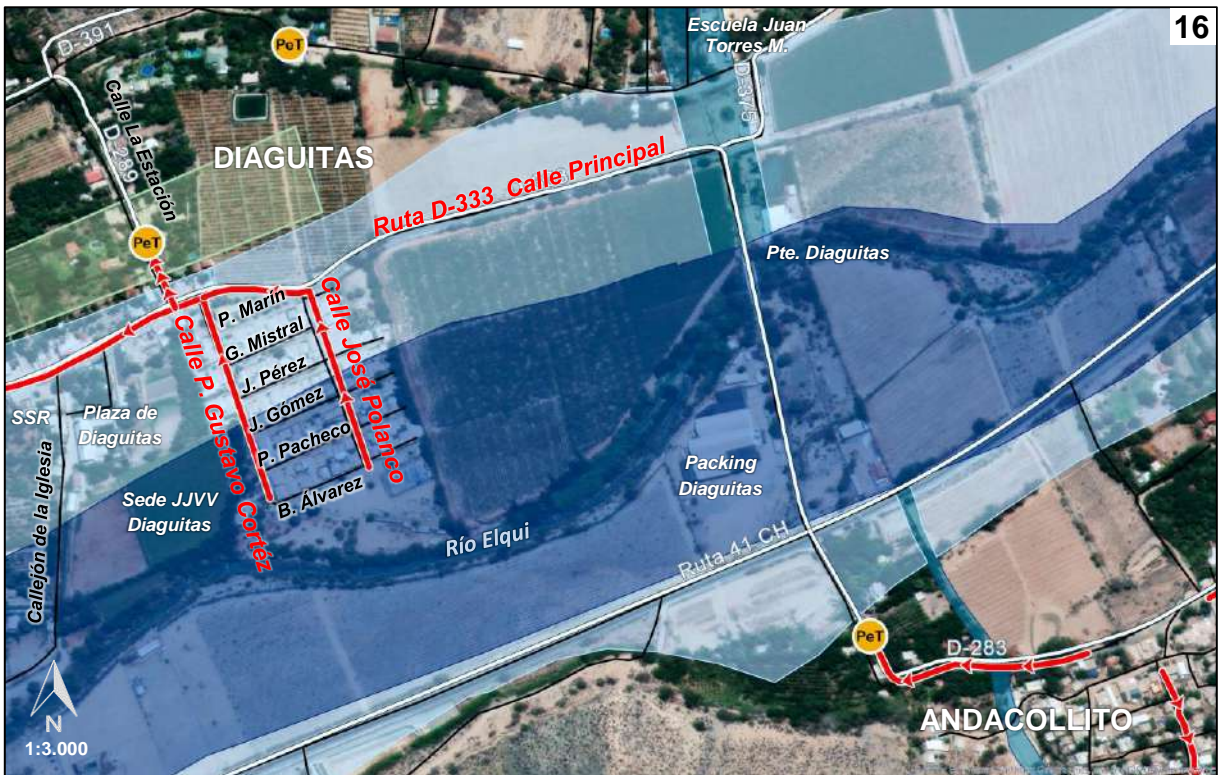 16
D-391
PeT
Escuela Juan
Torres M.
D-375
Calle La Estación
D-289
DIAGUITAS
Ruta D-333 Calle Principal
PeT
Pte. Diaguitas
P. Marín
G. Mistral
J. Pérez
J. Gómez
P. Pacheco
B. Álvarez
Calle José Polanco
Calle P. Gustavo Cortéz
SSR
Plaza de
Diaguitas
Callejón de la Iglesia
Sede JJVV
Diaguitas
Packing
Diaguitas
Río Elqui
Ruta 41 CH
PeT
D-283
ANDACOLLITO
N
1:3.000